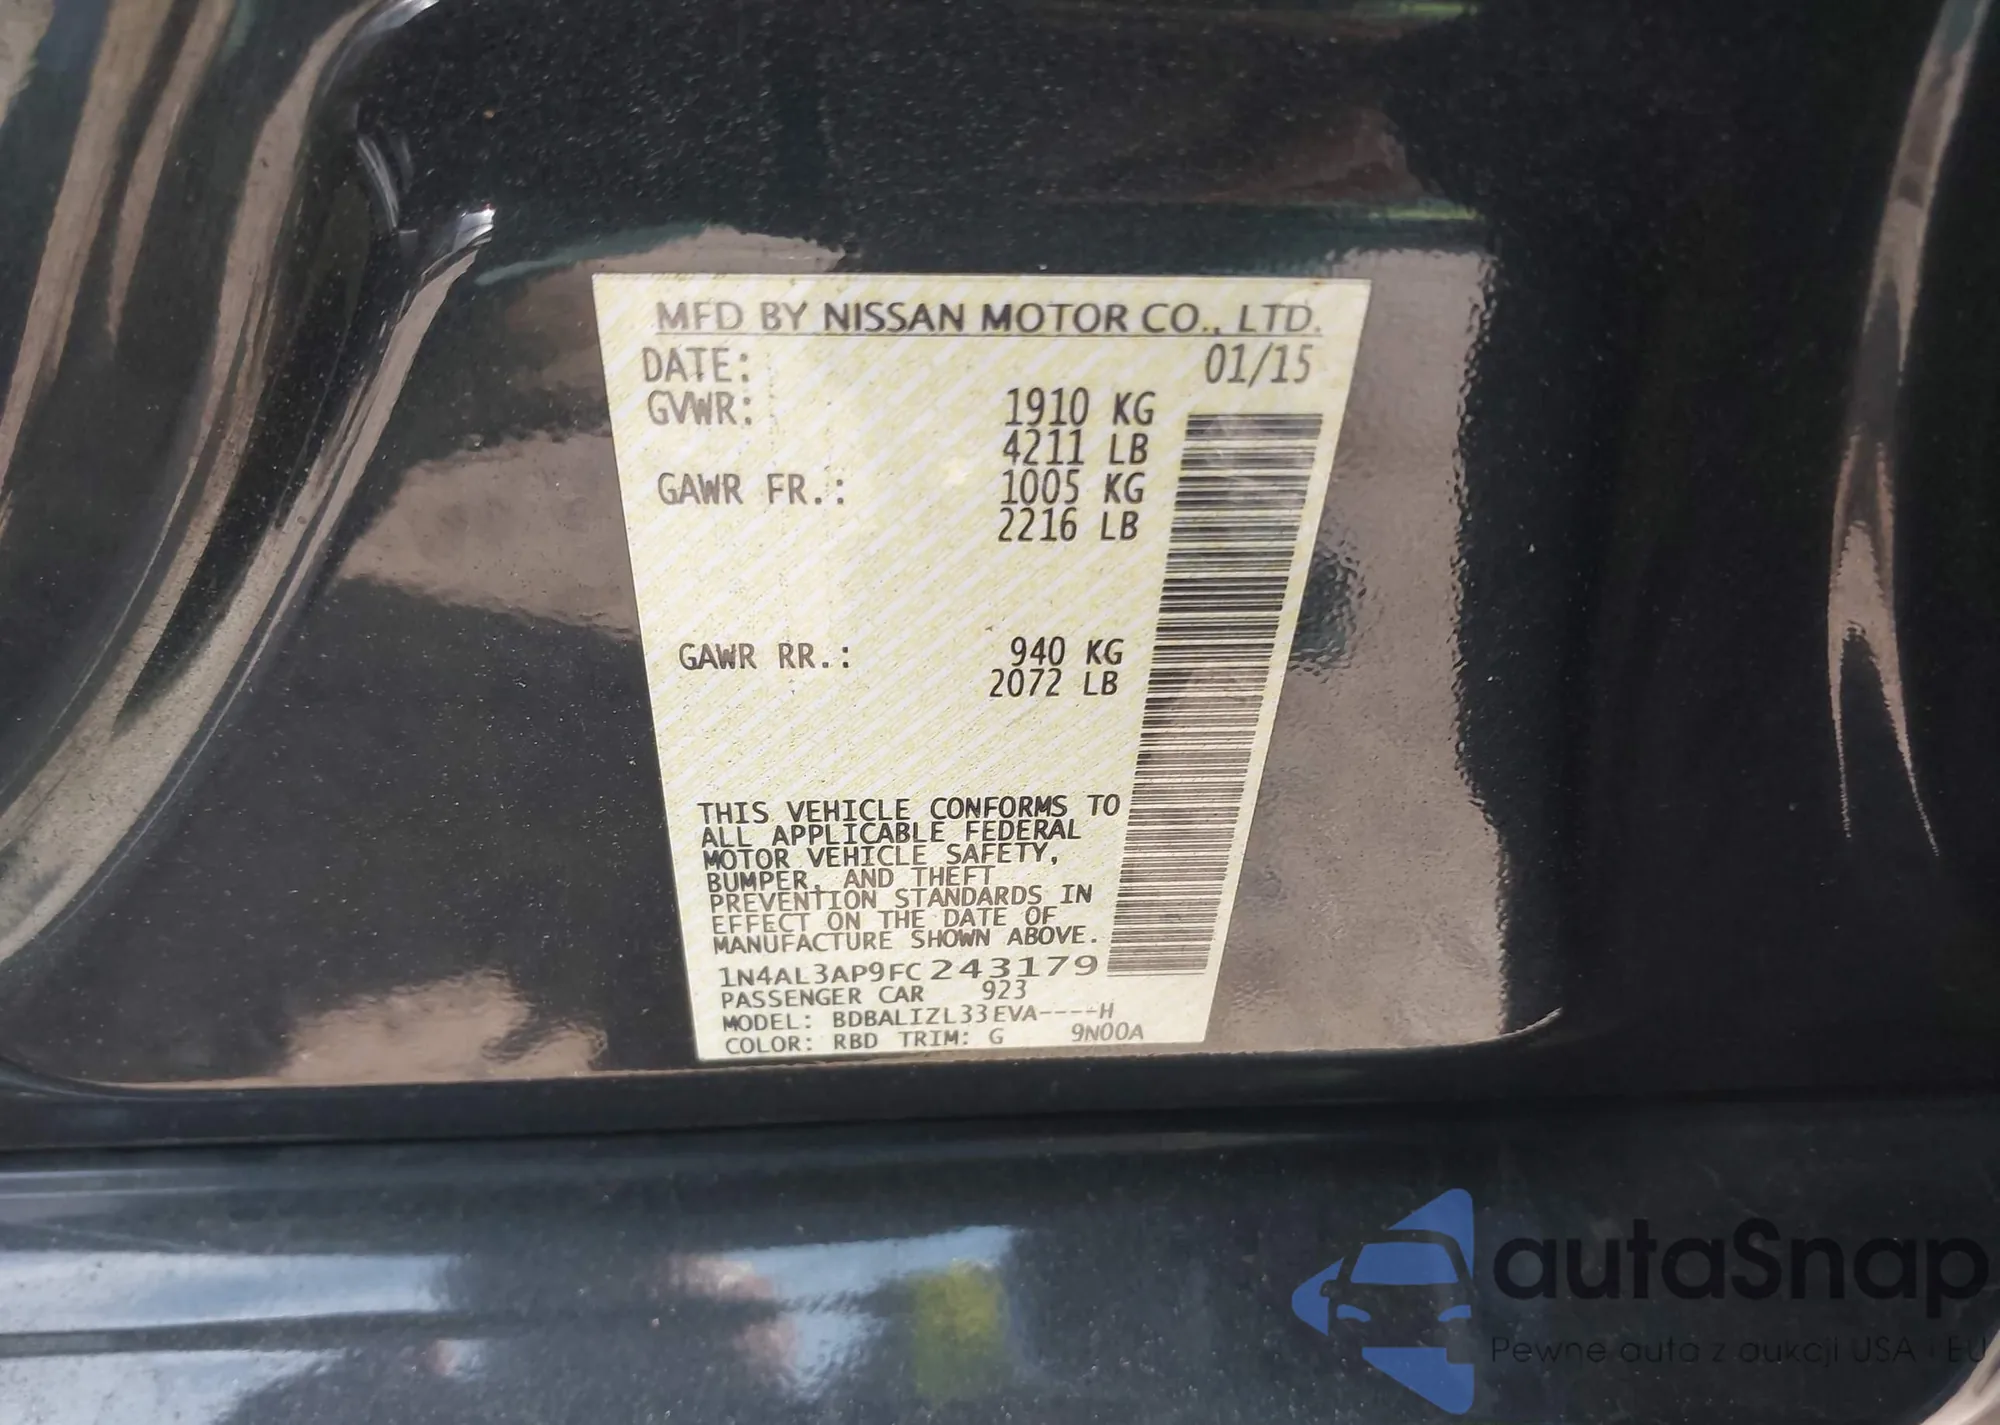 MFD BY NISSAN MOTOR CO., LTD.
DATE: 01/15
GVWR: 1910 KG
4211 LB
GAWR FR.: 1005 KG
2216 LB
GAWR RR.: 940 KG
2072 LB
THIS VEHICLE CONFORMS TO
ALL APPLICABLE FEDERAL
MOTOR VEHICLE SAFETY,
BUMPER, AND THEFT
PREVENTION STANDARDS IN
EFFECT ON THE DATE OF
MANUFACTURE SHOWN ABOVE.
1N4AL3AP9FC243179
PASSENGER CAR 923
MODEL: BDBALIZL33EVA----H
COLOR: RBD TRIM: G 9N00A
autaSnap
Pewne auta z aukcji USA i EU